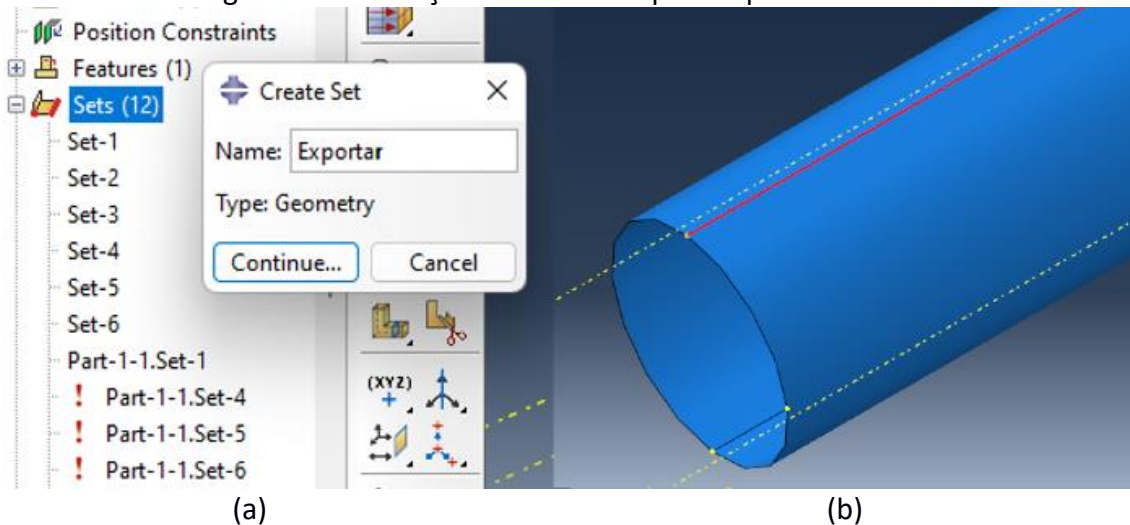 Position Constraints
Features (1)
Sets (12)
Set-1
Set-2
Set-3
Set-4
Set-5
Set-6
Part-1-1.Set-1
! Part-1-1.Set-4
! Part-1-1.Set-5
! Part-1-1.Set-6
Create Set
Name: Exportar
Type: Geometry
Continue... Cancel
(XYZ)
(a) (b)